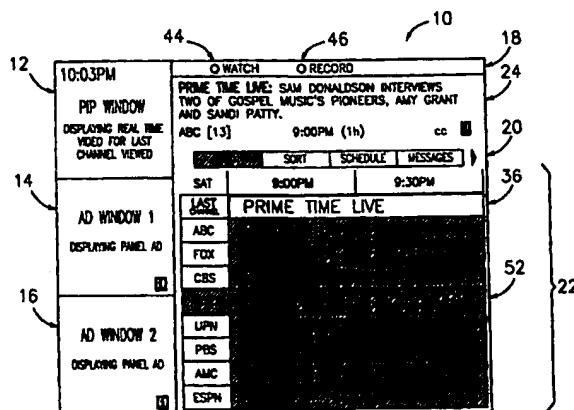 44
46
10
12
18
10:03PM
WATCH
RECORD
24
PIP WINDOW
DISPLAYING REAL TIME
VIDEO FOR LAST
CHANNEL VIEWED
PRIME TIME LIVE: SAM DONALDSON INTERVIEWS
TWO OF GOSPEL MUSIC'S PIONEERS, AMY GRANT
AND SANDI PATTY.
ABC [13] 9:00PM (1h) cc
20
SORT SCHEDULE MESSAGES
14
SAT 9:00PM 9:30PM
36
AD WINDOW 1
DISPLAYING PANEL AD
LAST CHANNEL PRIME TIME LIVE
ABC
FOX
CBS
52
22
16
AD WINDOW 2
DISPLAYING PANEL AD
UPN
PBS
AMC
ESPN